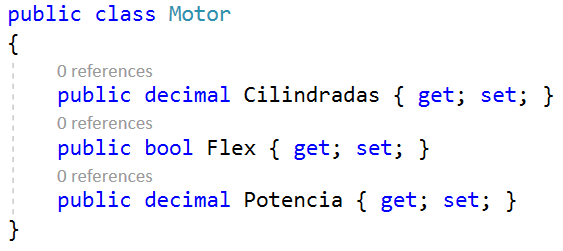 public class Motor
{
0 references
public decimal Cilindradas { get; set; }
0 references
public bool Flex { get; set; }
0 references
public decimal Potencia { get; set; }
}